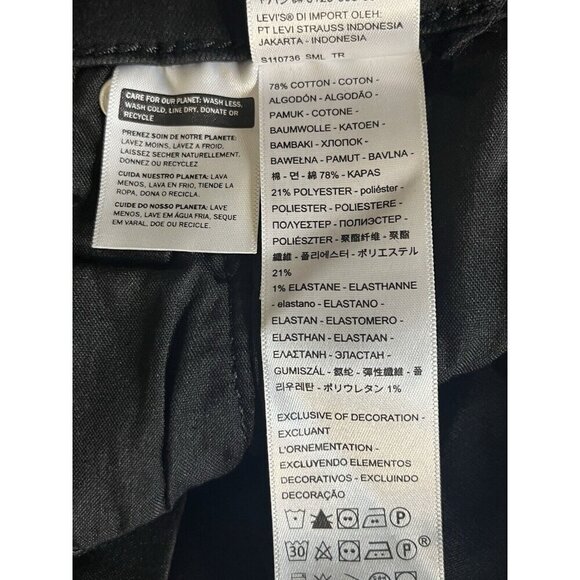 LEVI'S® DI IMPORT OLEH:
PT LEVI STRAUSS INDONESIA
JAKARTA - INDONESIA
S110736 SML TR
CARE FOR OUR PLANET: WASH LESS,
WASH COLD, LINE DRY, DONATE OR
RECYCLE
PRENEZ SOIN DE NOTRE PLANETE:
LAVEZ MOINS, LAVEZ A FROID,
LAISSEZ SECHER NATURELLEMENT,
DONNEZ OU RECYCLEZ
CUIDA NUESTRO PLANETA: LAVA
MENOS, LAVA EN FRIO, TIENDE LA
ROPA, DONA O RECICLA.
CUIDE DO NOSSO PLANETA: LAVE
MENOS, LAVE EM ÁGUA FRIA, SEQUE
EM VARAL, DOE OU RECICLE.
78% COTTON - COTON -
ALGODÓN - ALGODÃO -
PAMUK - COTONE -
BAUMWOLLE - KATOEN -
BAMBAKI - ХЛОПОК -
BAWEŁNA - PAMUT - BAVLNA -
棉 - 면 - 綿 78% - KAPAS
21% POLYESTER - poliéster -
POLIESTER - POLIESTERE -
ΠΟΛΥΕΣΤΕΡ - ПОЛИЭСТЕР -
POLIÉSZTER - 聚酯纤维 - 聚酯
纖維 - 폴리에스터 - ポリエステル
21%
1% ELASTANE - ELASTHANNE
- elastano - ELASTANO -
ELASTAN - ELASTOMERO -
ELASTHAN - ELASTAAN -
ΕΛΑΣΤΑΝΗ - ЭЛАСТАН -
GUMISZÁL - 氨纶 - 彈性纖維 - 폴
리우레탄 - ポリウレタン 1%
EXCLUSIVE OF DECORATION -
EXCLUANT
L'ORNEMENTATION -
EXCLUYENDO ELEMENTOS
DECORATIVOS - EXCLUINDO
DECORAÇÃO
P
30 P ®